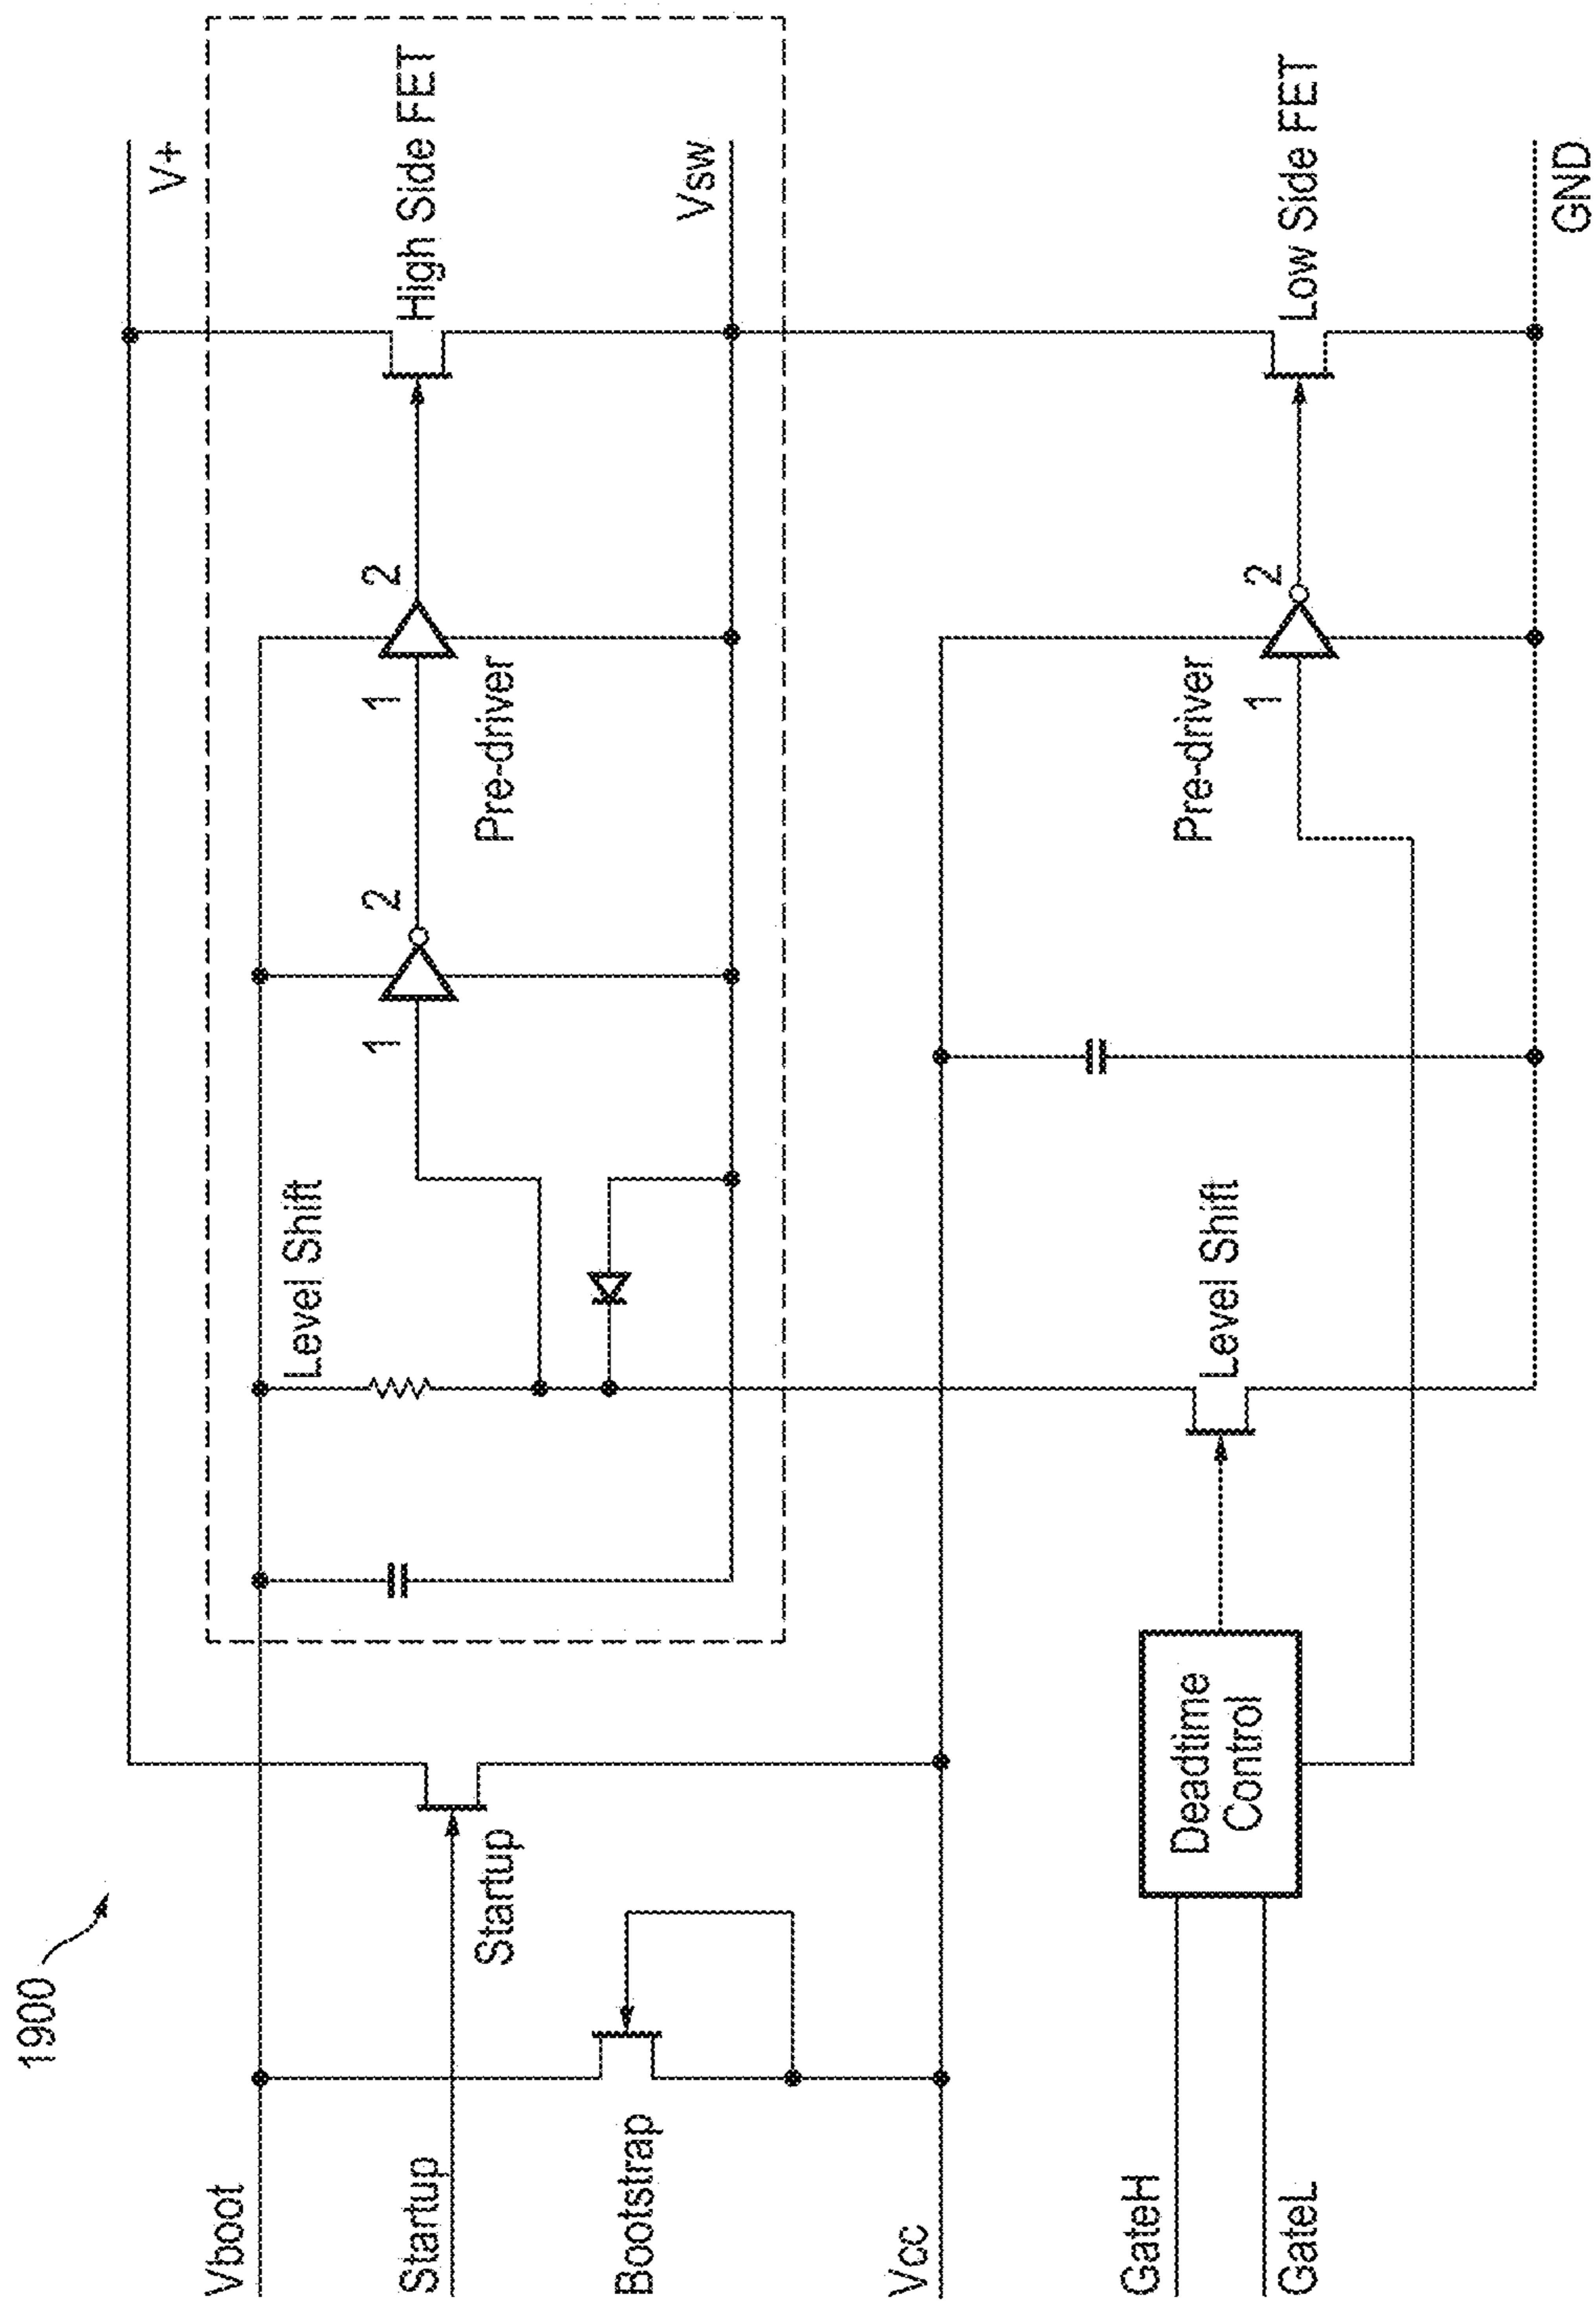 1900
V+
High Side FET
Vsw
Low Side FET
GND
2
1
Pre-driver
2
1
Level Shift
2
1
Pre-driver
Level Shift
Startup
Deadtime
Control
Vboot
Startup
Bootstrap
Vcc
GateH
GateL